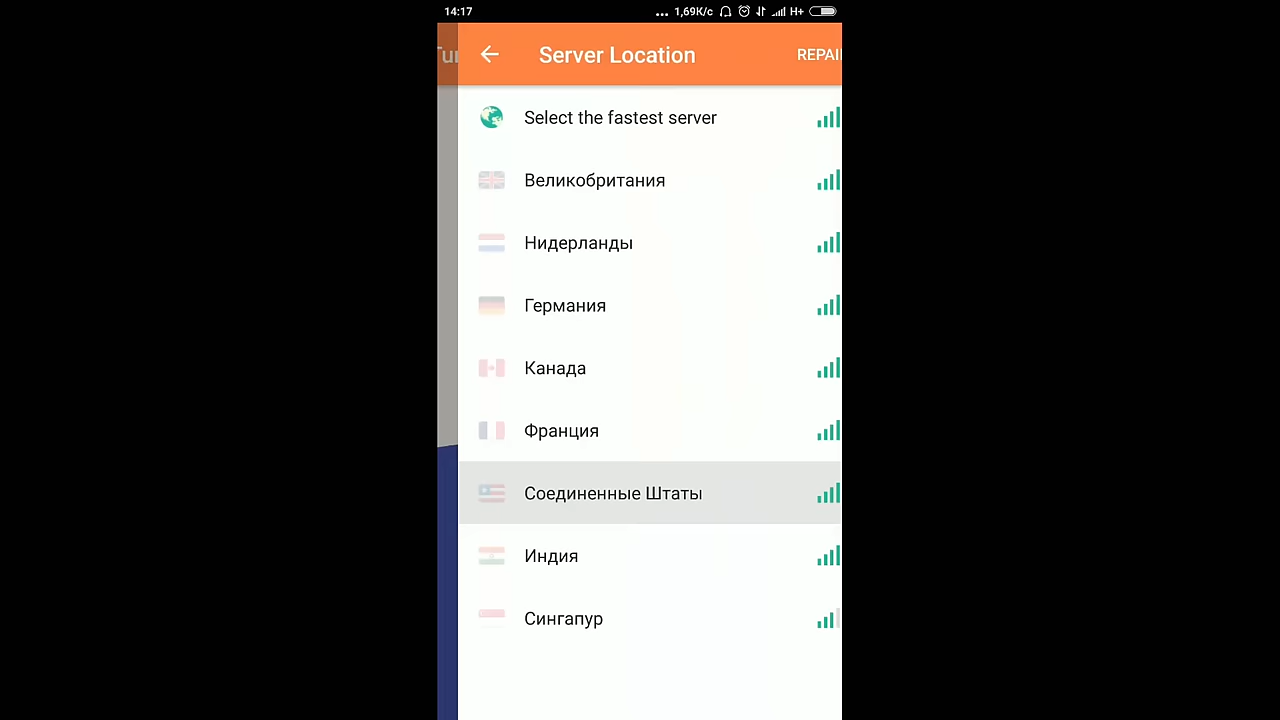 14:17 ... 1,69K/c H+
Server Location REPAI
Select the fastest server
Великобритания
Нидерланды
Германия
Канада
Франция
Соединенные Штаты
Индия
Сингапур